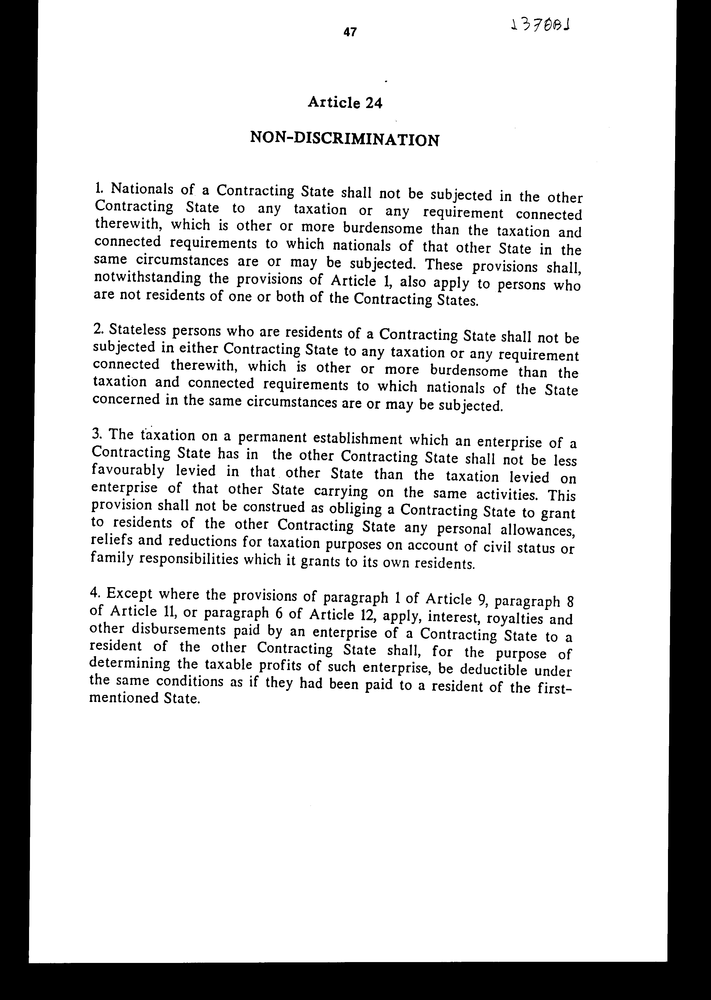 47
Article 24
NON-DISCRIMINATION
1. Nationals of a Contracting State shall not be subjected in the other
Contracting State to any taxation or any requirement connected
therewith, which is other or more burdensome than the taxation and
connected requirements to which nationals of that other State in the
same circumstances are or may be subjected. These provisions shall,
notwithstanding the provisions of Article 1, also apply to persons who
are not residents of one or both of the Contracting States.
2. Stateless persons who are residents of a Contracting State shall not be
subjected in either Contracting State to any taxation or any requirement
connected therewith, which is other or more burdensome than the
taxation and connected requirements to which nationals of the State
concerned in the same circumstances are or may be subjected.
3. The taxation on a permanent establishment which an enterprise of a
Contracting State has in the other Contracting State shall not be less
favourably levied in that other State than the taxation levied on
enterprise of that other State carrying on the same activities. This
provision shall not be construed as obliging a Contracting State to grant
to residents of the other Contracting State any personal allowances,
reliefs and reductions for taxation purposes on account of civil status or
family responsibilities which it grants to its own residents.
4. Except where the provisions of paragraph 1 of Article 9, paragraph 8
of Article 11, or paragraph 6 of Article 12, apply, interest, royalties and
other disbursements paid by an enterprise of a Contracting State to a
resident of the other Contracting State shall, for the purpose of
determining the taxable profits of such enterprise, be deductible under
the same conditions as if they had been paid to a resident of the first-
mentioned State.